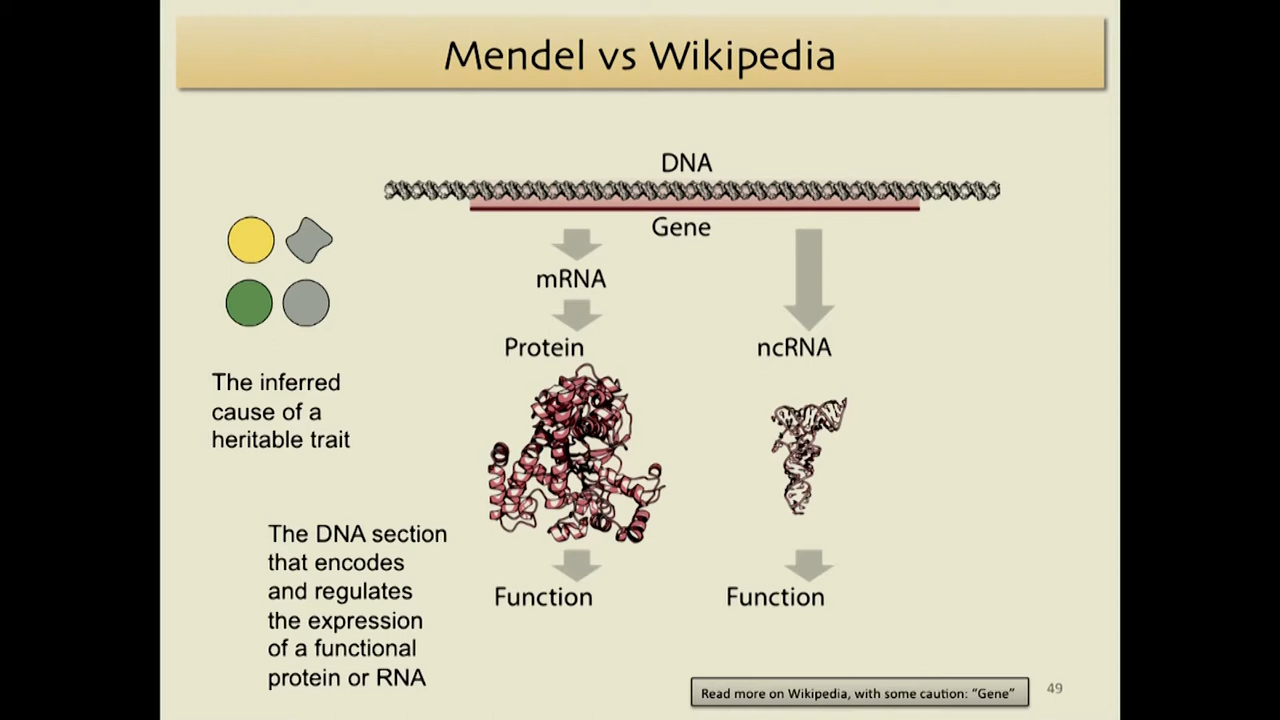 Mendel vs Wikipedia
DNA
Gene
mRNA
Protein
ncRNA
The inferred
cause of a
heritable trait
The DNA section
that encodes
and regulates
the expression
of a functional
protein or RNA
Function
Function
Read more on Wikipedia, with some caution: “Gene”
49